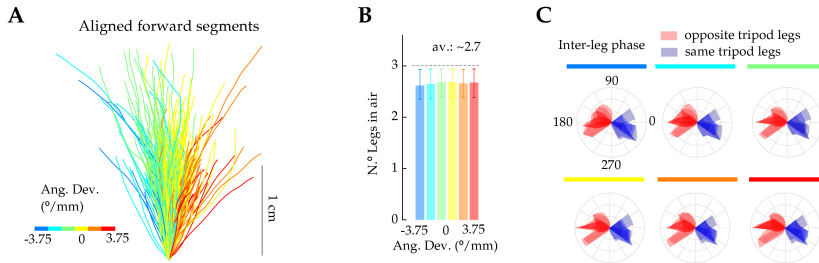 A
Aligned forward segments
Ang. Dev.
(º/mm)
-3.75
0
3.75
1 cm
B
av.: ~2.7
N.º Legs in air
3
2
1
0
-3.75
0
3.75
Ang. Dev. (º/mm)
C
Inter-leg phase
opposite tripod legs
same tripod legs
90
180
0
270